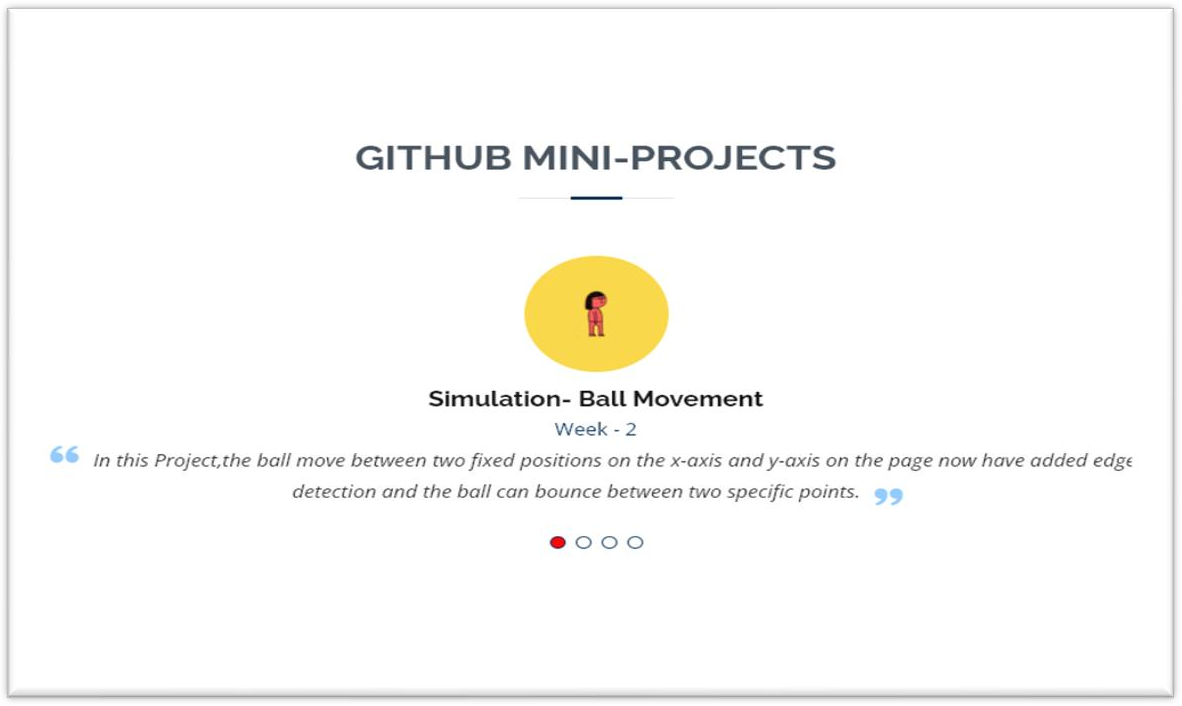 GITHUB MINI-PROJECTS
Simulation- Ball Movement
Week - 2
“ In this Project,the ball move between two fixed positions on the x-axis and y-axis on the page now have added edge
detection and the ball can bounce between two specific points. ”